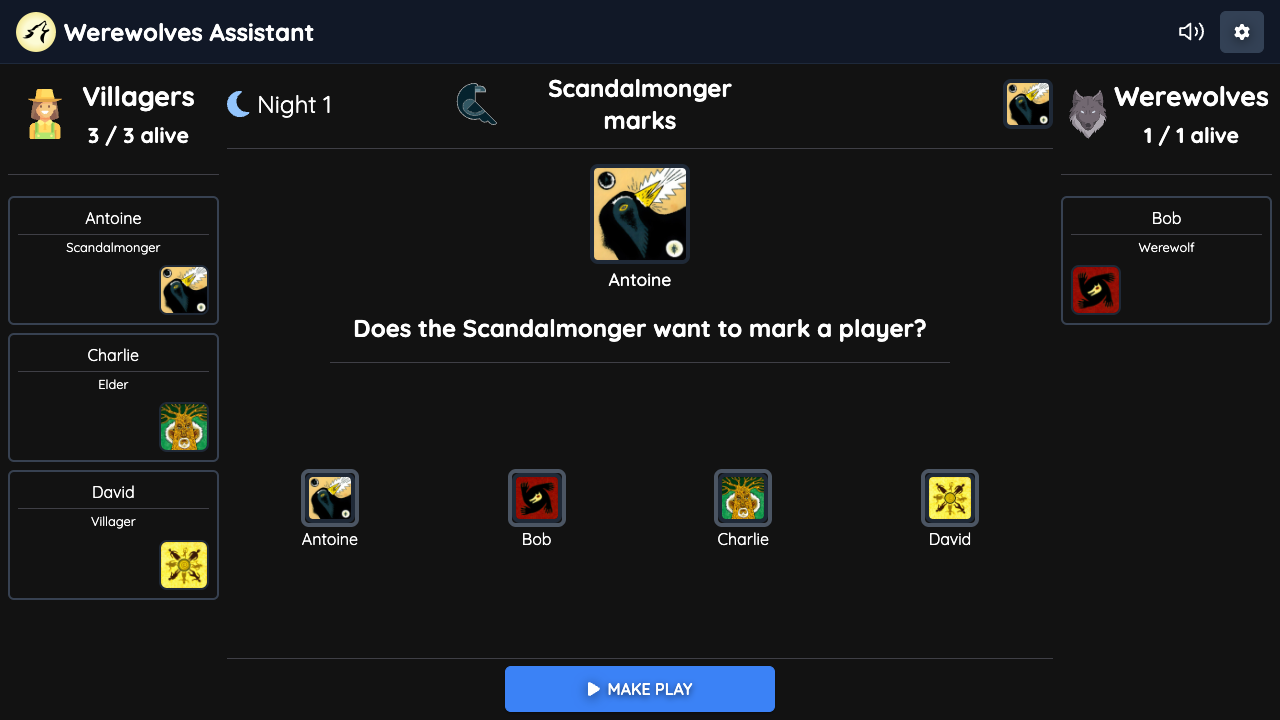 Werewolves Assistant
Villagers
3 / 3 alive
Night 1
Scandalmonger
marks
Werewolves
1 / 1 alive
Antoine
Scandalmonger
Charlie
Elder
David
Villager
Antoine
Does the Scandalmonger want to mark a player?
Antoine
Bob
Charlie
David
MAKE PLAY
Bob
Werewolf